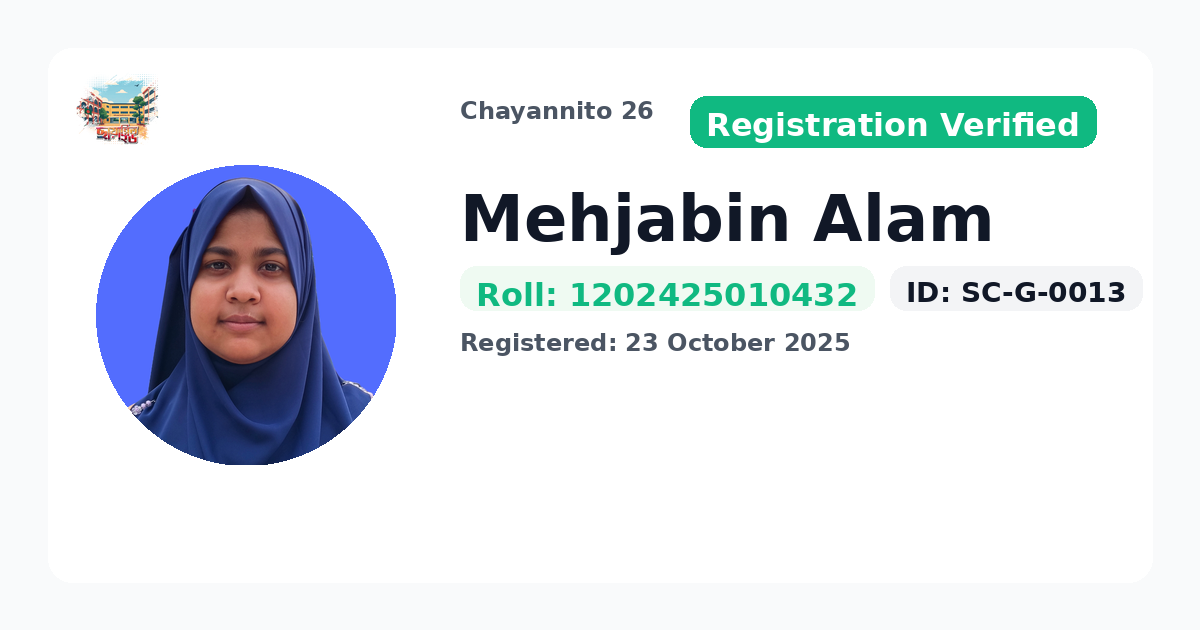 Chayannito 26
Registration Verified
Mehjabin Alam
Roll: 1202425010432
ID: SC-G-0013
Registered: 23 October 2025